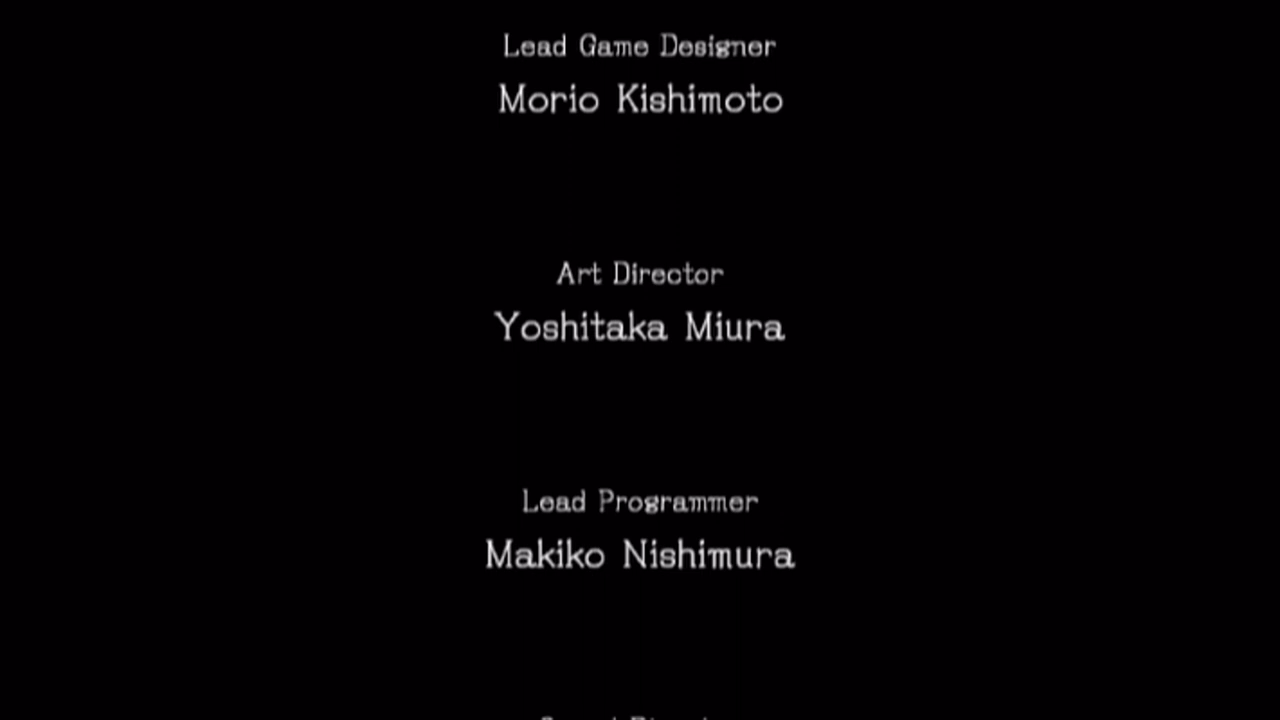 Lead Game Designer
Morio Kishimoto
Art Director
Yoshitaka Miura
Lead Programmer
Makiko Nishimura